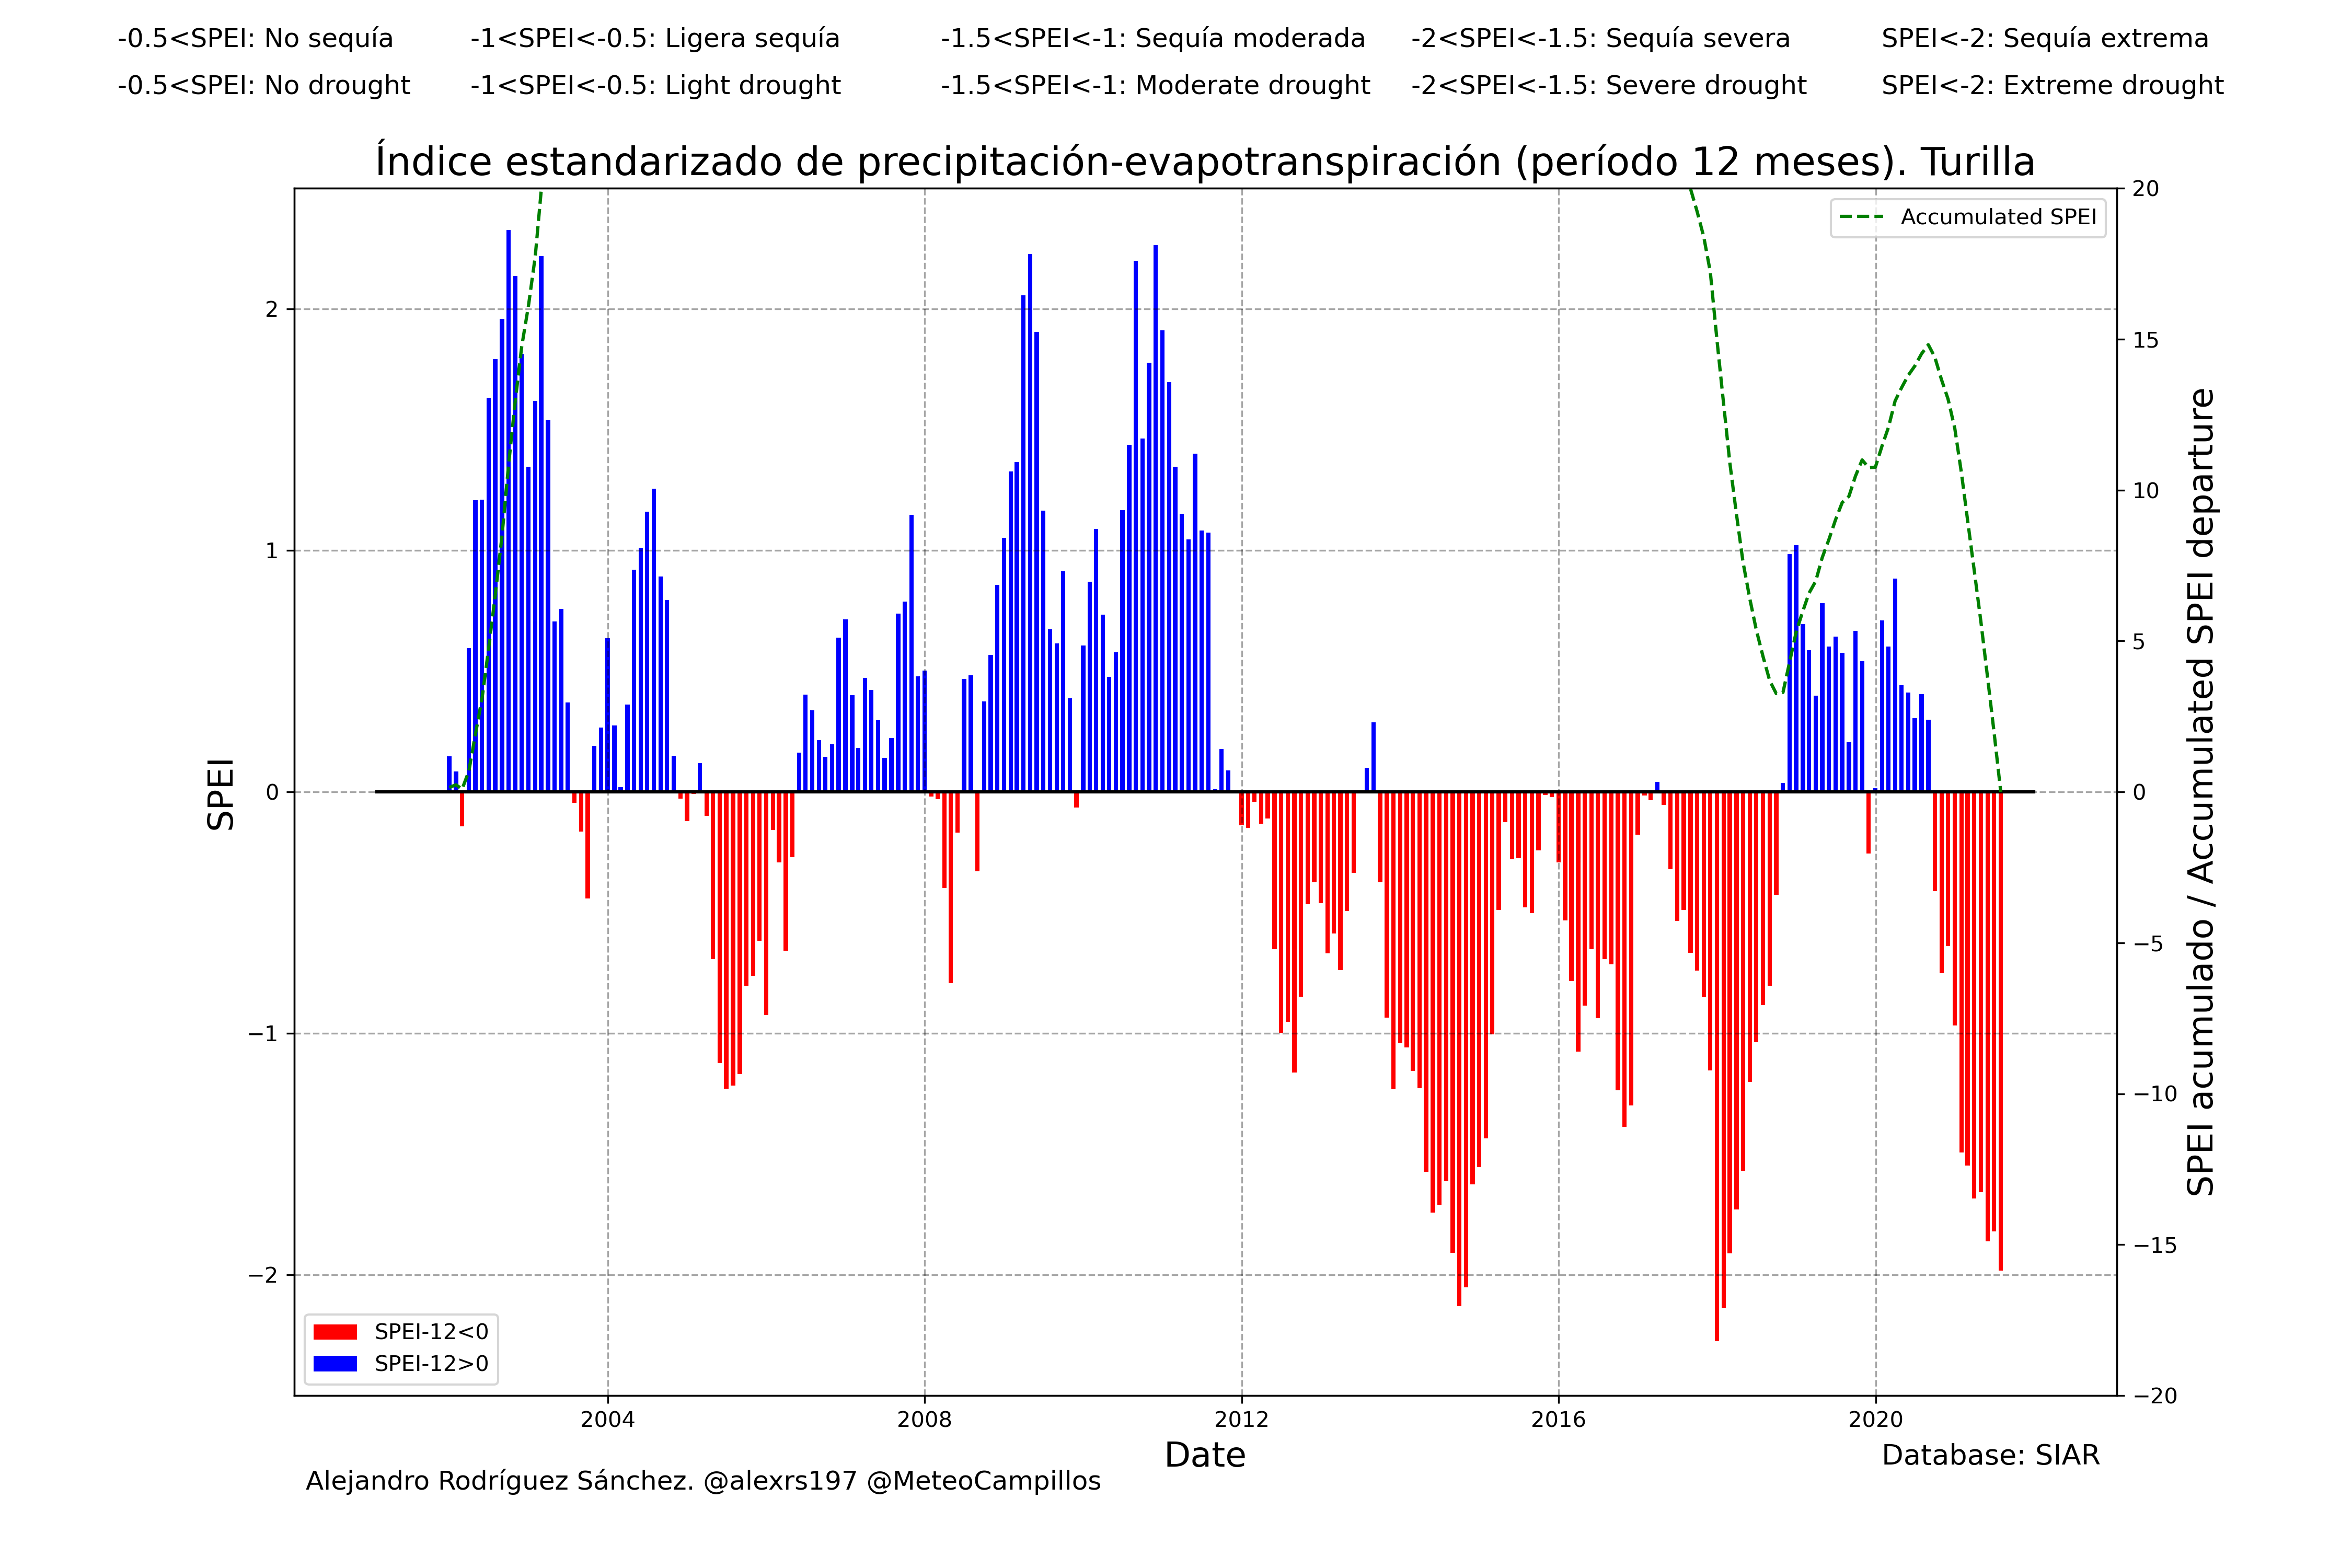 -0.5<SPEI: No sequía -1<SPEI<-0.5: Ligera sequía -1.5<SPEI<-1: Sequía moderada -2<SPEI<-1.5: Sequía severa SPEI<-2: Sequía extrema
-0.5<SPEI: No drought -1<SPEI<-0.5: Light drought -1.5<SPEI<-1: Moderate drought -2<SPEI<-1.5: Severe drought SPEI<-2: Extreme drought
Índice estandarizado de precipitación-evapotranspiración (período 12 meses). Turilla
Accumulated SPEI
SPEI
2
1
0
−1
−2
20
15
10
5
0
−5
−10
−15
−20
SPEI acumulado / Accumulated SPEI departure
SPEI-12<0
SPEI-12>0
2004 2008 2012 2016 2020
Date
Database: SIAR
Alejandro Rodríguez Sánchez. @alexrs197 @MeteoCampillos